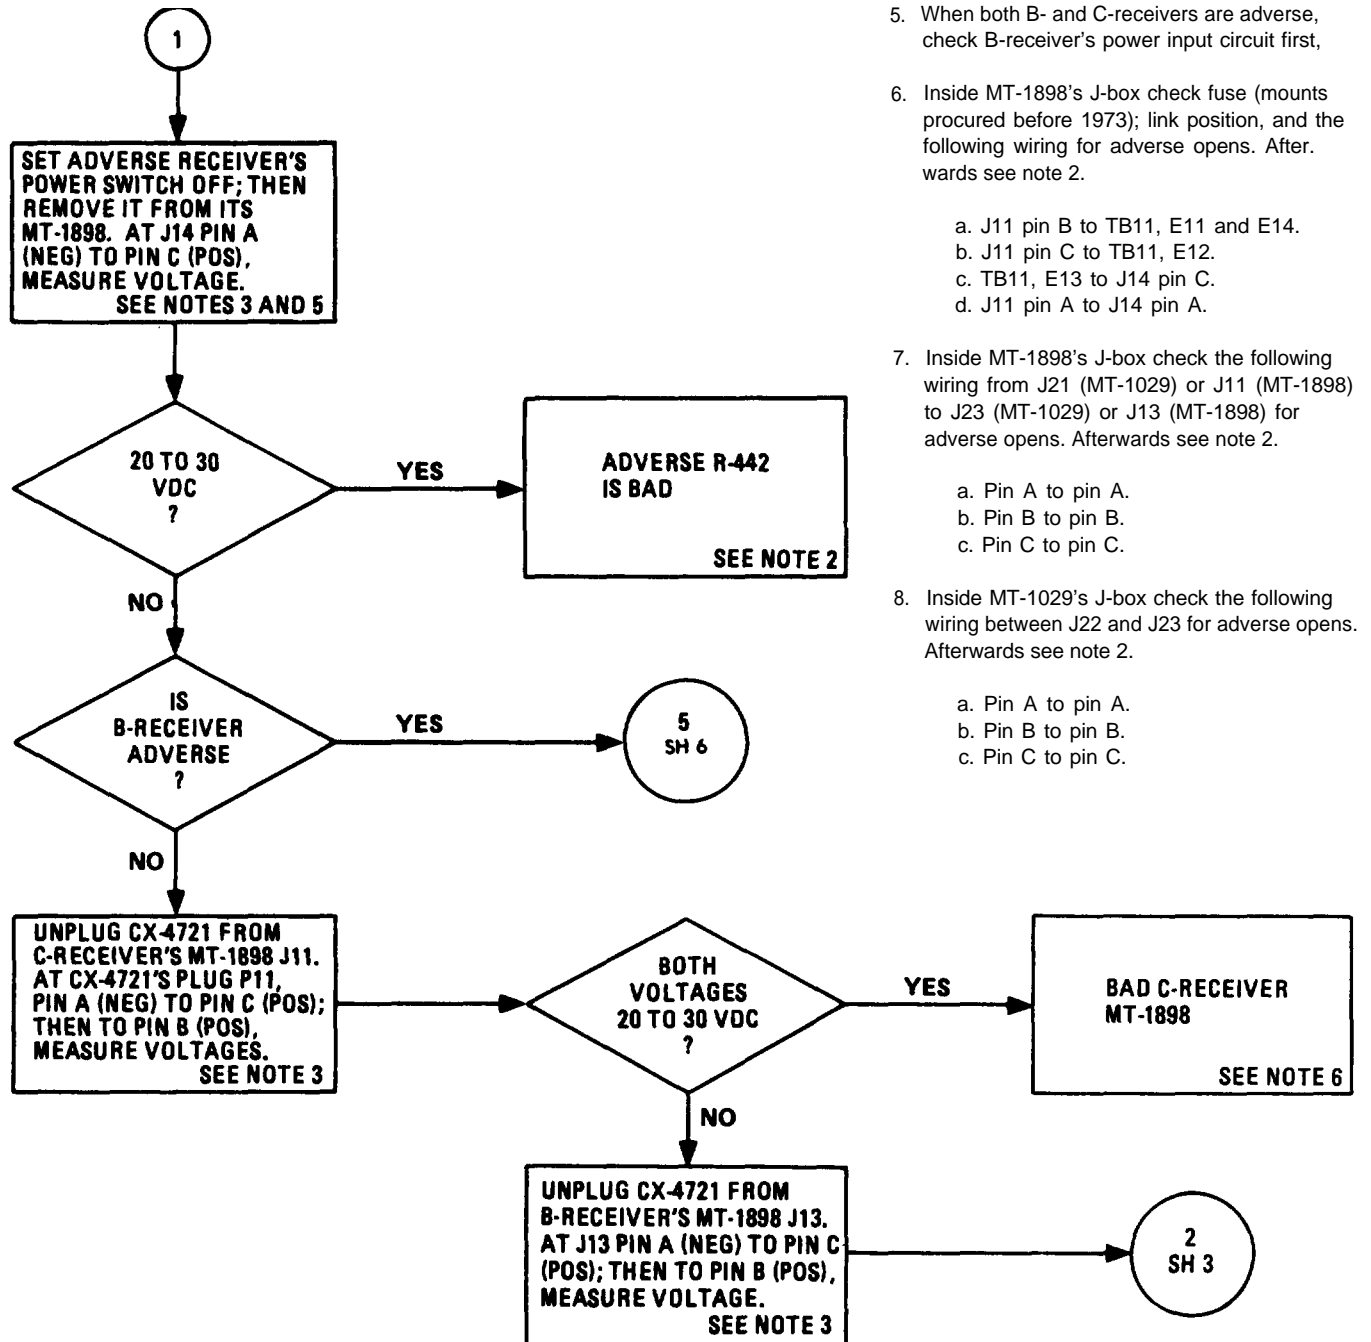 1
SET ADVERSE RECEIVER'S
POWER SWITCH OFF; THEN
REMOVE IT FROM ITS
MT-1898. AT J14 PIN A
(NEG) TO PIN C (POS),
MEASURE VOLTAGE.
SEE NOTES 3 AND 5
20 TO 30
VDC
?
YES
ADVERSE R-442
IS BAD
SEE NOTE 2
NO
IS
B-RECEIVER
ADVERSE
?
YES
5
SH 6
NO
UNPLUG CX-4721 FROM
C-RECEIVER'S MT-1898 J11.
AT CX-4721'S PLUG P11,
PIN A (NEG) TO PIN C (POS);
THEN TO PIN B (POS),
MEASURE VOLTAGES.
SEE NOTE 3
BOTH
VOLTAGES
20 TO 30 VDC
?
YES
BAD C-RECEIVER
MT-1898
SEE NOTE 6
NO
UNPLUG CX-4721 FROM
B-RECEIVER'S MT-1898 J13.
AT J13 PIN A (NEG) TO PIN C
(POS); THEN TO PIN B (POS),
MEASURE VOLTAGE.
SEE NOTE 3
2
SH 3
5. When both B- and C-receivers are adverse,
check B-receiver's power input circuit first,
6. Inside MT-1898's J-box check fuse (mounts
procured before 1973); link position, and the
following wiring for adverse opens. After.
wards see note 2.
a. J11 pin B to TB11, E11 and E14.
b. J11 pin C to TB11, E12.
c. TB11, E13 to J14 pin C.
d. J11 pin A to J14 pin A.
7. Inside MT-1898's J-box check the following
wiring from J21 (MT-1029) or J11 (MT-1898)
to J23 (MT-1029) or J13 (MT-1898) for
adverse opens. Afterwards see note 2.
a. Pin A to pin A.
b. Pin B to pin B.
c. Pin C to pin C.
8. Inside MT-1029's J-box check the following
wiring between J22 and J23 for adverse opens.
Afterwards see note 2.
a. Pin A to pin A.
b. Pin B to pin B.
c. Pin C to pin C.